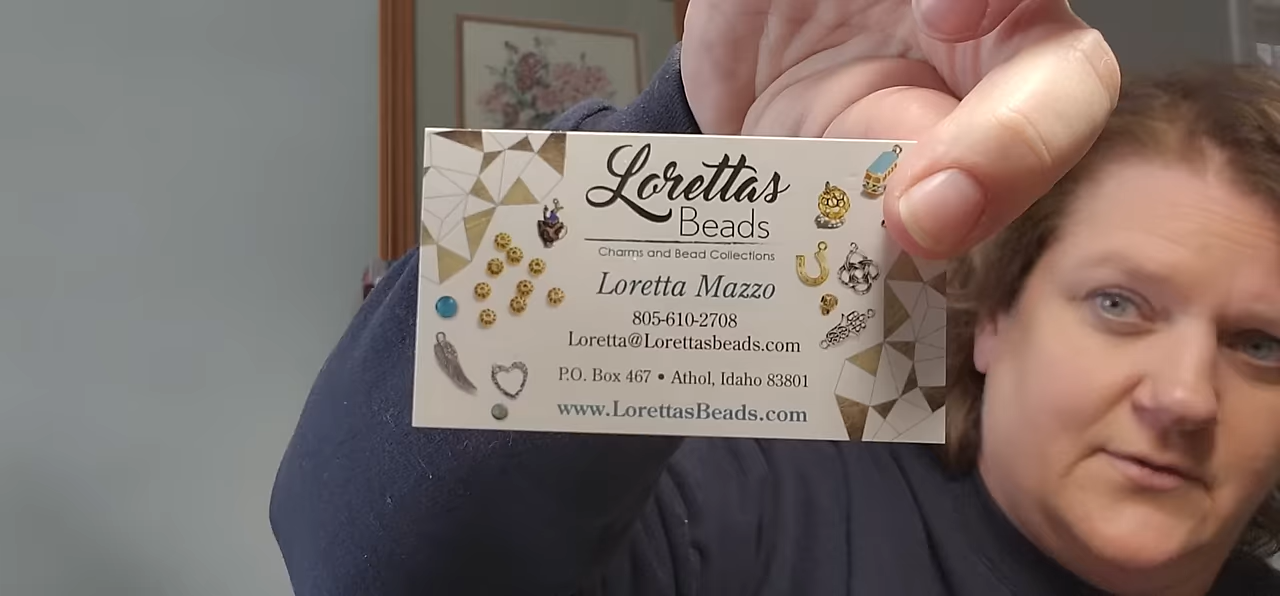 Lorettas
Beads
Charms and Bead Collections
Loretta Mazzo
805-610-2708
Loretta@Lorettasbeads.com
P.O. Box 467 • Athol, Idaho 83801
www.LorettasBeads.com